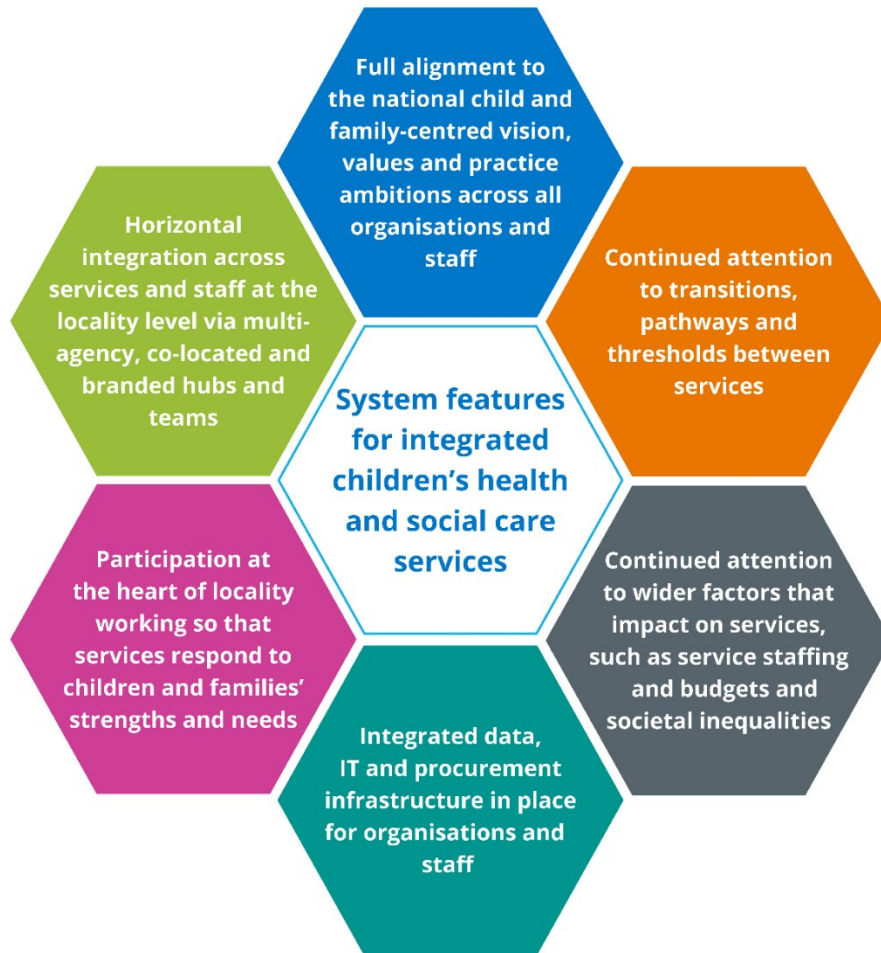 Full alignment to
the national child and
family-centred vision,
values and practice
ambitions across all
organisations and
staff
Horizontal
integration across
services and staff at the
locality level via multi-
agency, co-located and
branded hubs and
teams
Continued attention
to transitions,
pathways and
thresholds between
services
System features
for integrated
children’s health
and social care
services
Participation at
the heart of locality
working so that
services respond to
children and families’
strengths and needs
Continued attention
to wider factors that
impact on services,
such as service staffing
and budgets and
societal inequalities
Integrated data,
IT and procurement
infrastructure in place
for organisations and
staff